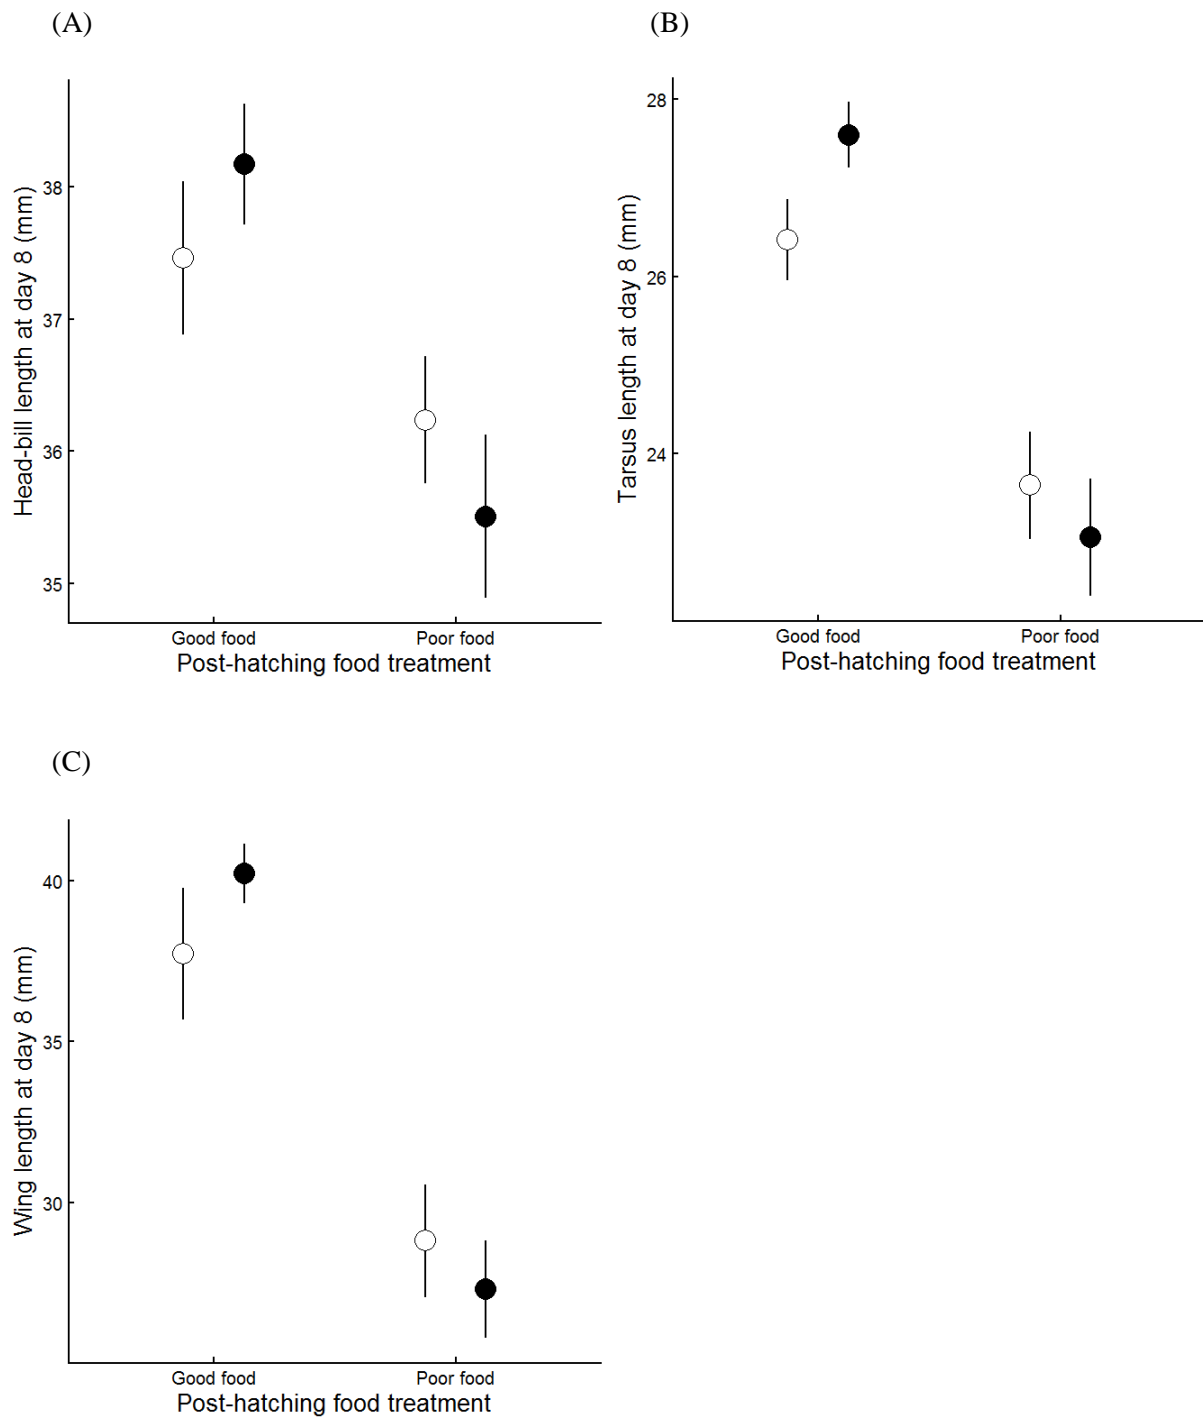 (A)
Head-bill length at day 8 (mm)
38
37
36
35
Good food
Poor food
Post-hatching food treatment
(B)
Tarsus length at day 8 (mm)
28
26
24
Good food
Poor food
Post-hatching food treatment
(C)
Wing length at day 8 (mm)
40
35
30
Good food
Poor food
Post-hatching food treatment